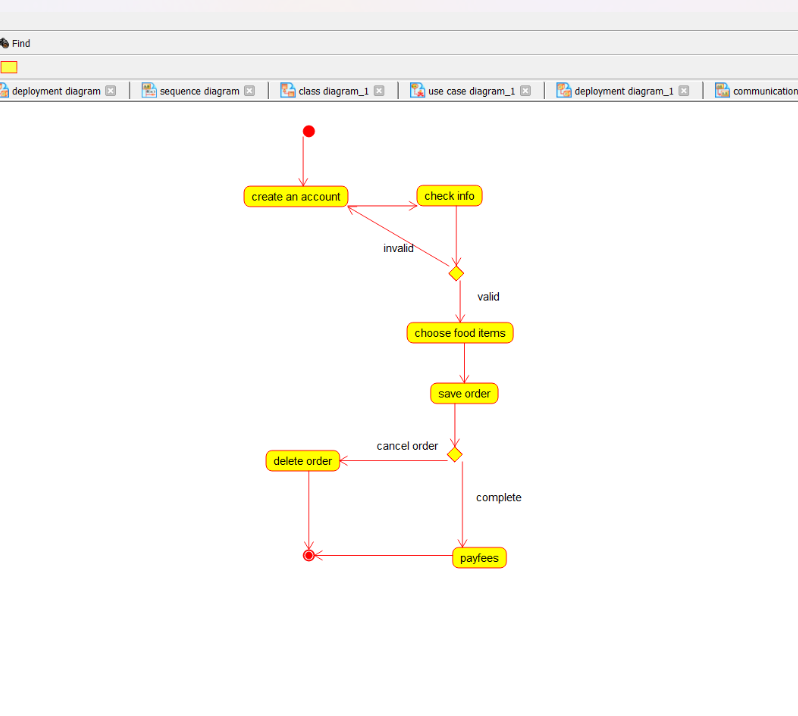 Find
deployment diagram
sequence diagram
class diagram_1
use case diagram_1
deployment diagram_1
communication
create an account
check info
invalid
valid
choose food items
save order
cancel order
delete order
complete
payfees